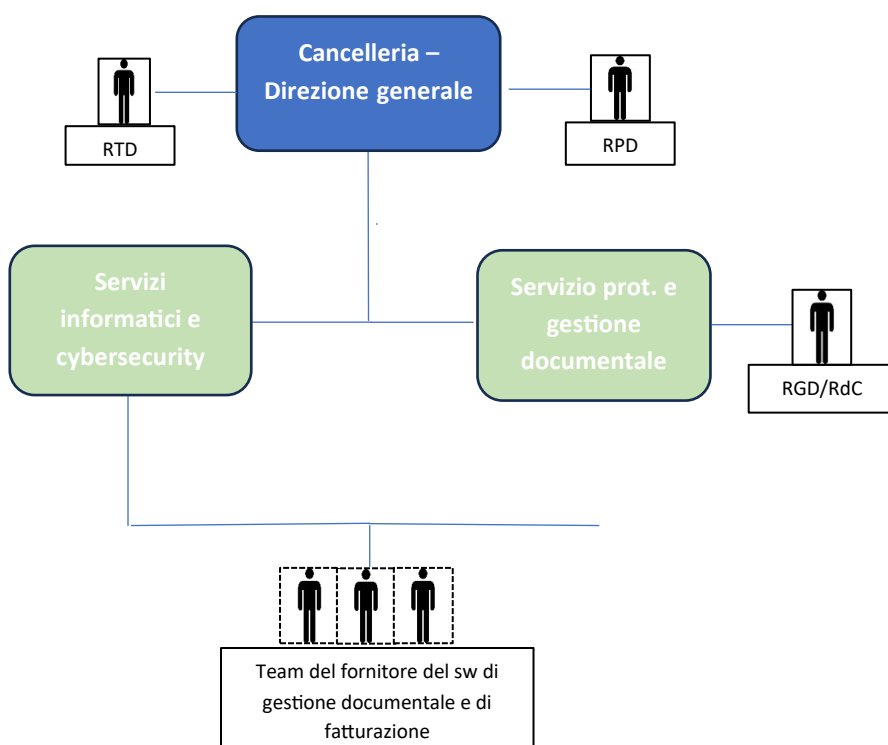 Cancelleria –
Direzione generale
RTD
RPD
Servizi
informatici e
cybersecurity
Servizio prot. e
gestione
documentale
RGD/RdC
Team del fornitore del sw di
gestione documentale e di
fatturazione